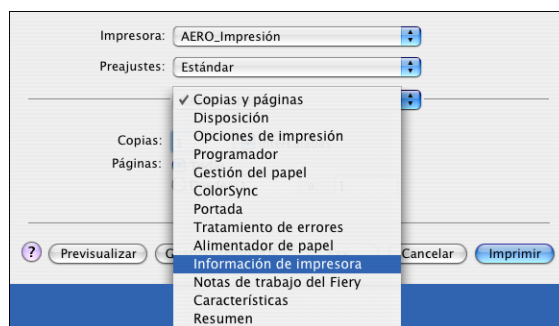 Impresora: AERO_Impresión
Preajustes: Estándar
✓ Copias y páginas
Disposición
Opciones de impresión
Copias:
Programador
Páginas:
Gestión del papel
ColorSync
Portada
Tratamiento de errores
Alimentador de papel
? Previsualizar G Cancelar Imprimir
Información de impresora
Notas de trabajo del Fiery
Características
Resumen